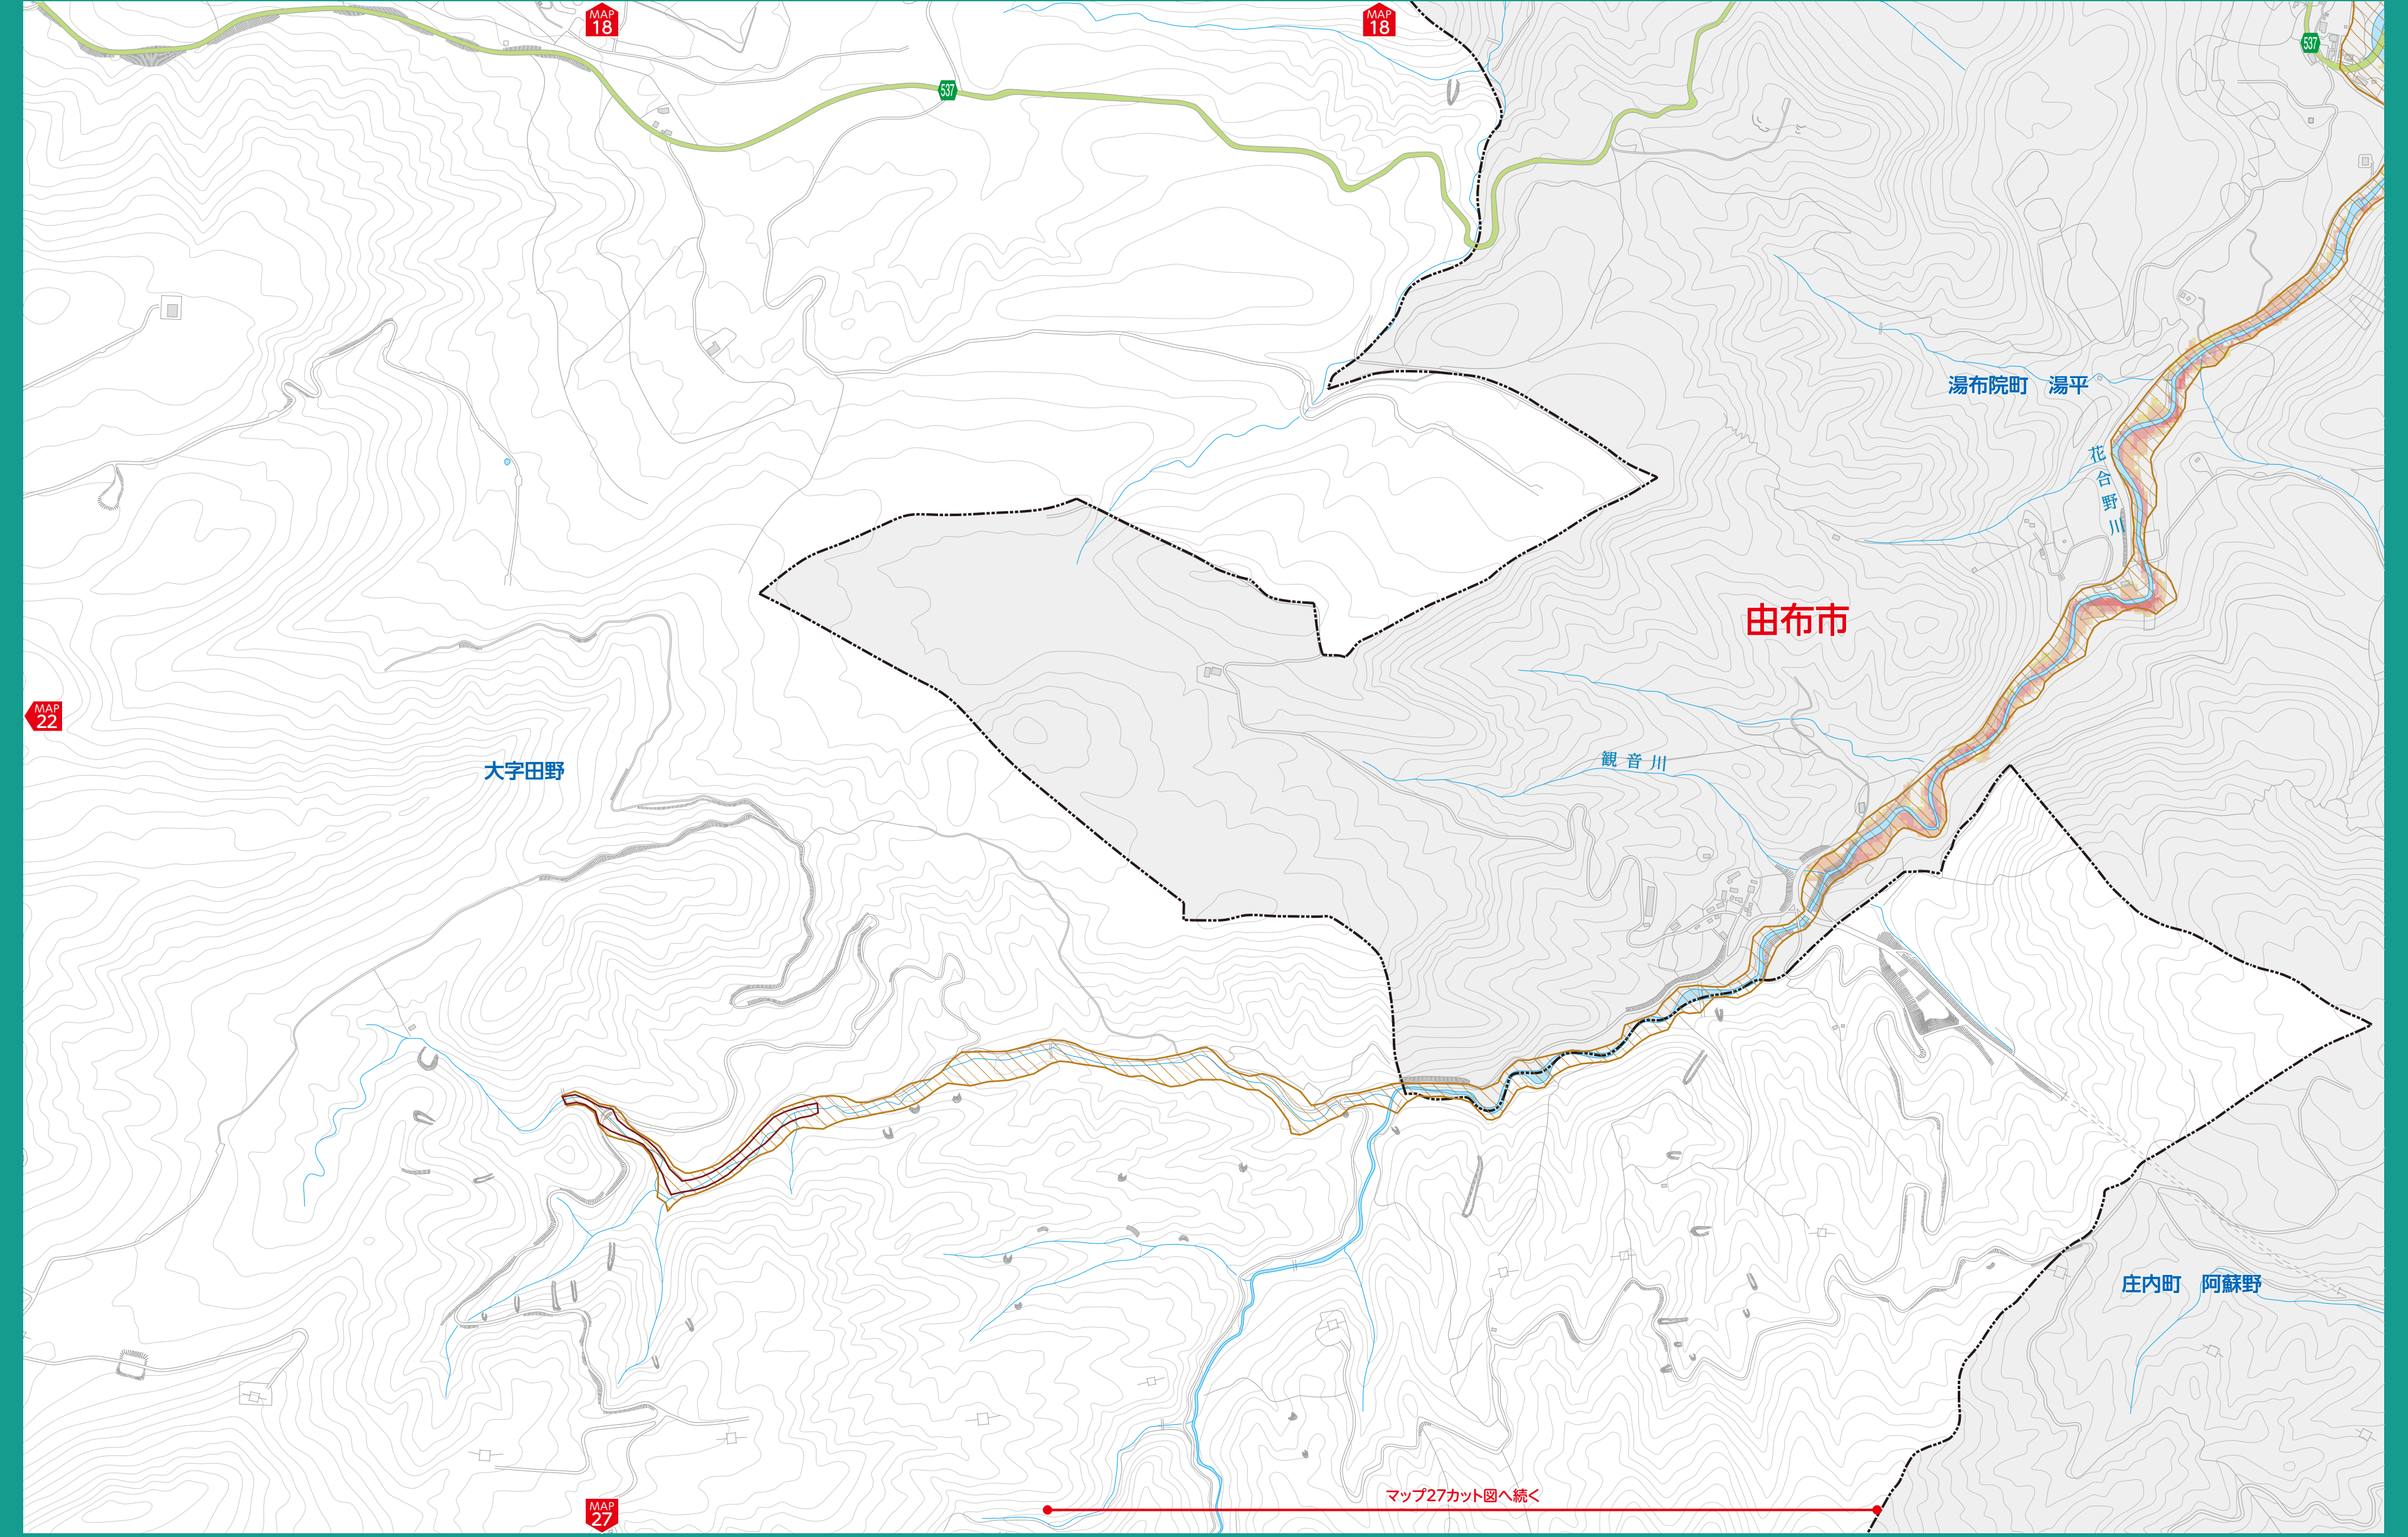 MAP
18
MAP
18
537
537
湯布院町　湯平
花合野川
由布市
MAP
22
観音川
大字田野
庄内町　阿蘇野
マップ27カット図へ続く
MAP
27